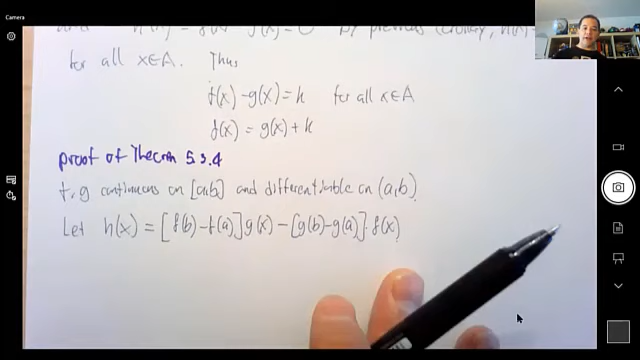 Camera
for all x∈A. Thus
f(x) - g(x) = k for all x∈A
f(x) = g(x) + k
proof of Theorem 5.3.4
f, g continuous on [a,b] and differentiable on (a,b).
Let h(x) = [f(b) - f(a)] g(x) - [g(b) - g(a)]·f(x).